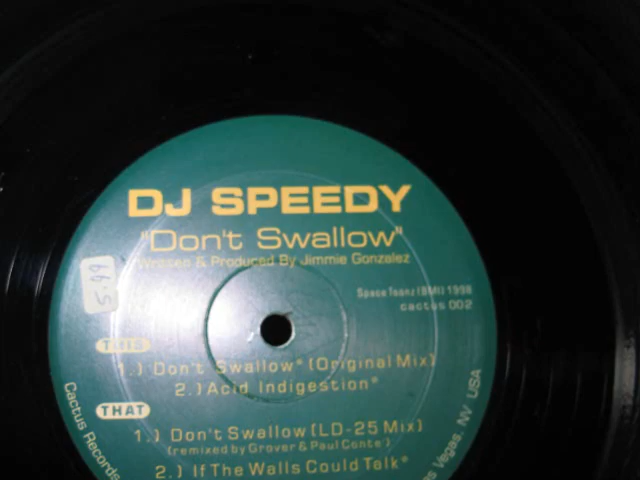 DJ SPEEDY
"Don't Swallow"
Written & Produced By Jimmie Gonzalez
5.99
Space Toonz (BMI) 1998
cactus 002
THIS
1.) Don't Swallow* (Original Mix)
2.) Acid Indigestion*
THAT
1.) Don't Swallow (LD-25 Mix)
(remixed by Grover & Paul Conte')
2.) If The Walls Could Talk*
Cactus Records
Vegas, NV USA